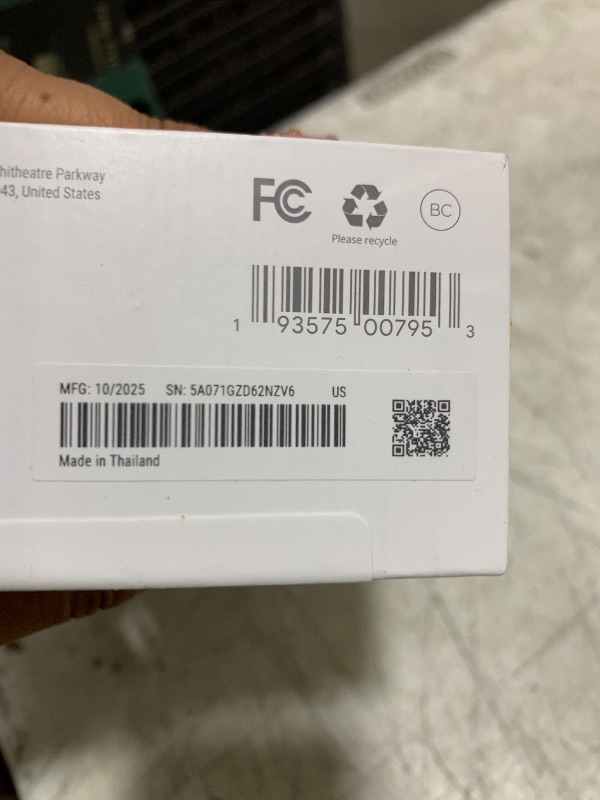 hitheatre Parkway
43, United States
FC
BC
Please recycle
1 93575 00795 3
MFG: 10/2025 SN: 5A071GZD62NZV6 US
Made in Thailand